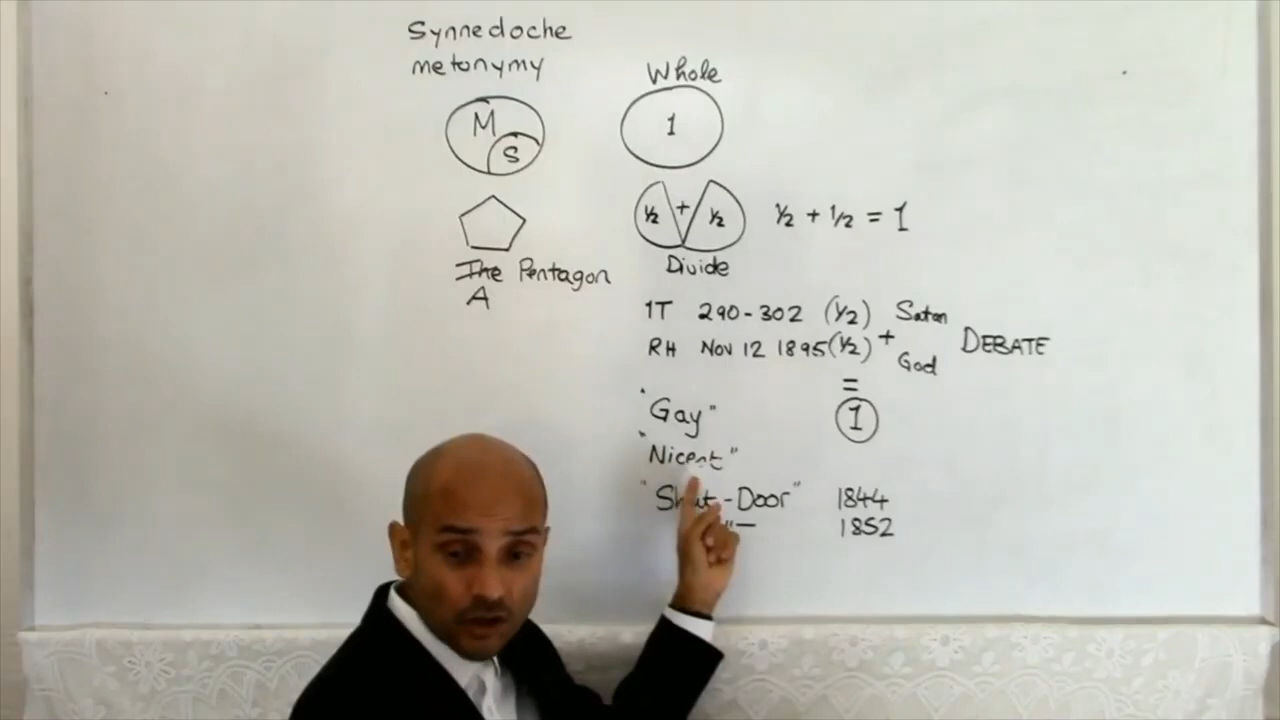 Synnedoche
metonymy
M
S
The Pentagon
A
Whole
1
½ + ½
½ + ½ = 1
Divide
1T 290-302 (½) Satan
RH Nov 12 1895 (½) + God
DEBATE
=
1
"Gay"
"Nicent"
"Shut-Door" 1844
"— 1852